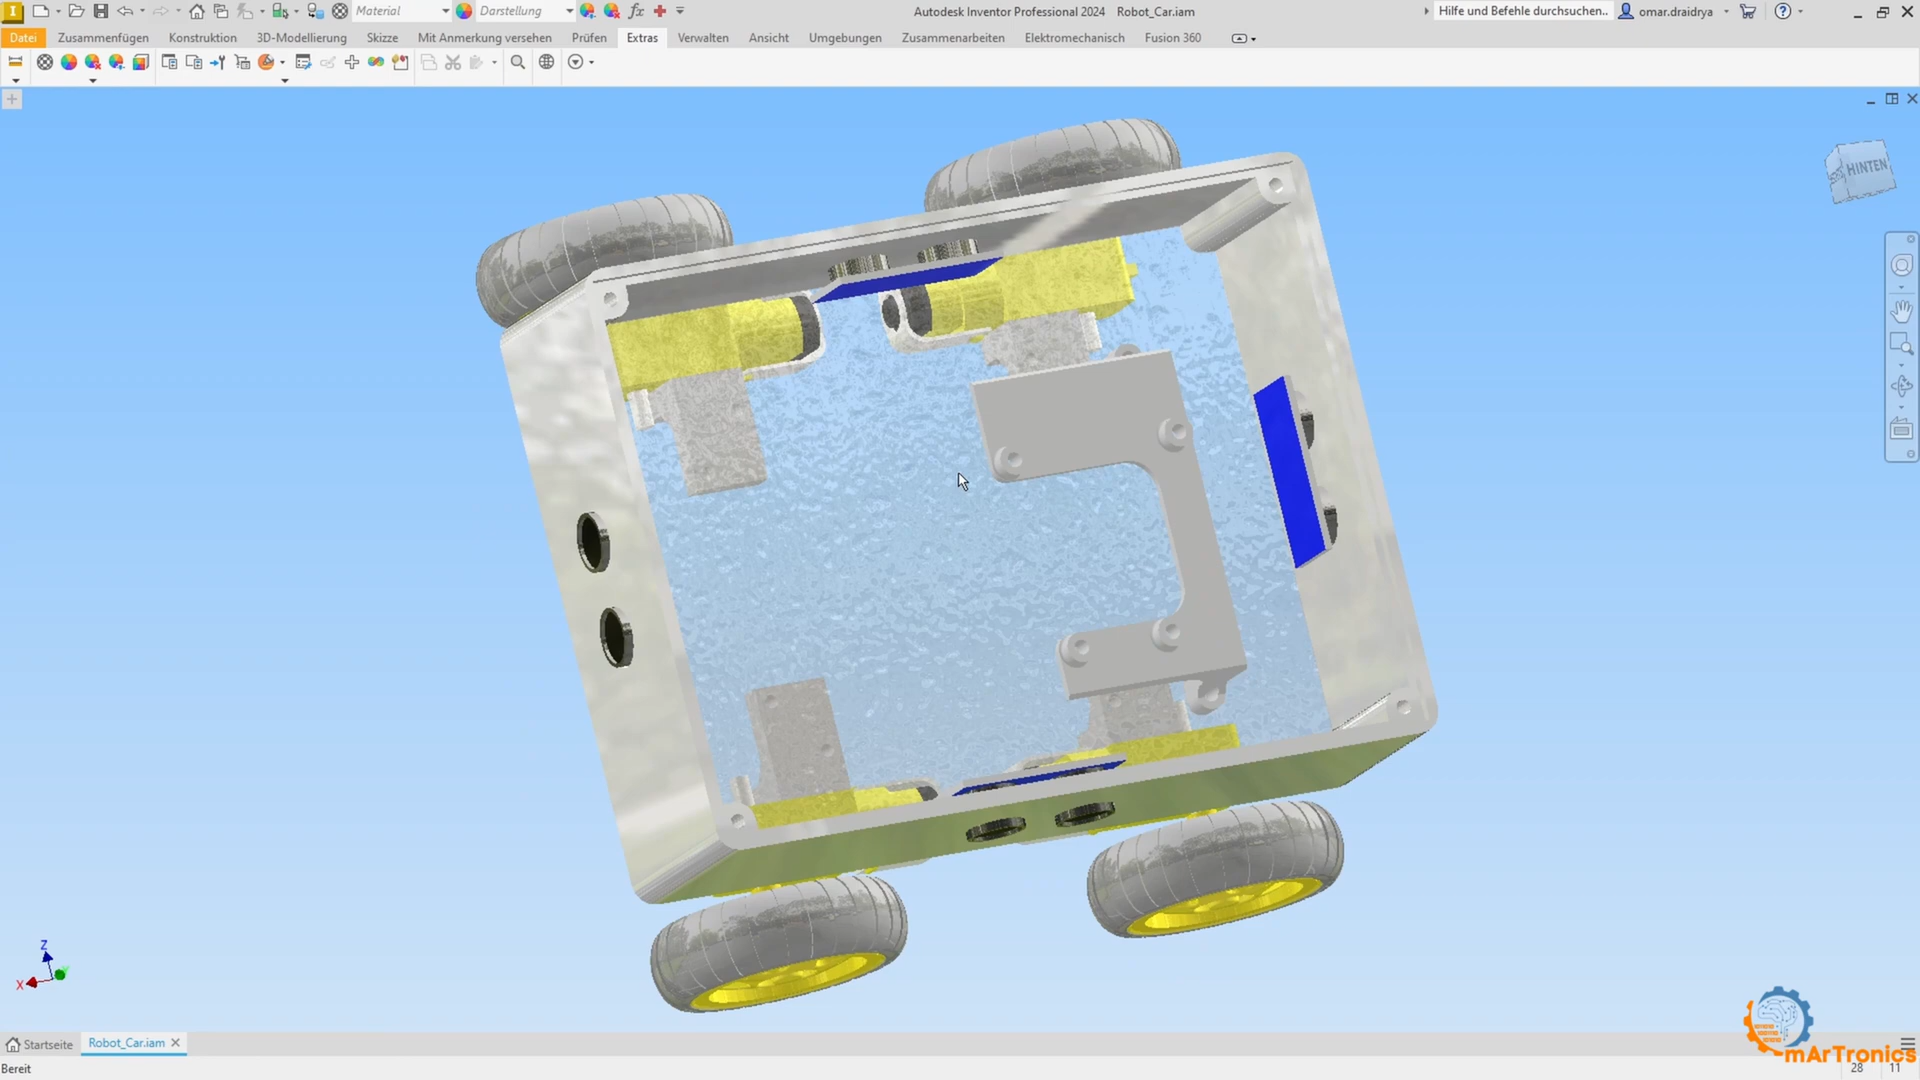 Material
Darstellung
fx
Autodesk Inventor Professional 2024 Robot_Car.iam
Hilfe und Befehle durchsuchen..
omar.draidrya
Datei
Zusammenfügen
Konstruktion
3D-Modellierung
Skizze
Mit Anmerkung versehen
Prüfen
Extras
Verwalten
Ansicht
Umgebungen
Zusammenarbeiten
Elektromechanisch
Fusion 360
HINTEN
Z
X
mArTronics
Startseite
Robot_Car.iam
Bereit
28
11